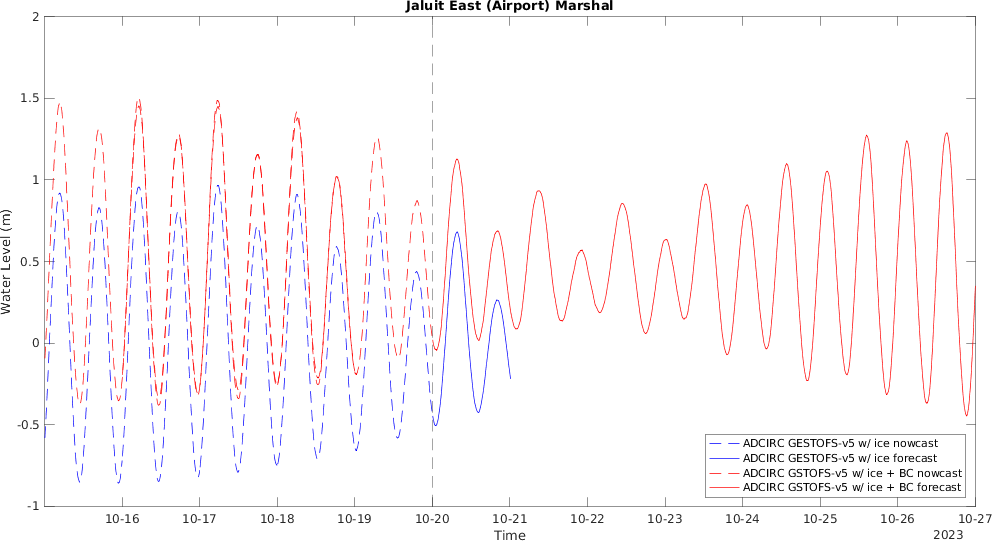 Jaluit East (Airport) Marshal
2
1.5
1
0.5
0
-0.5
-1
Water Level (m)
10-16
10-17
10-18
10-19
10-20
10-21
10-22
10-23
10-24
10-25
10-26
10-27
Time
2023
ADCIRC GESTOFS-v5 w/ ice nowcast
ADCIRC GESTOFS-v5 w/ ice forecast
ADCIRC GSTOFS-v5 w/ ice + BC nowcast
ADCIRC GSTOFS-v5 w/ ice + BC forecast